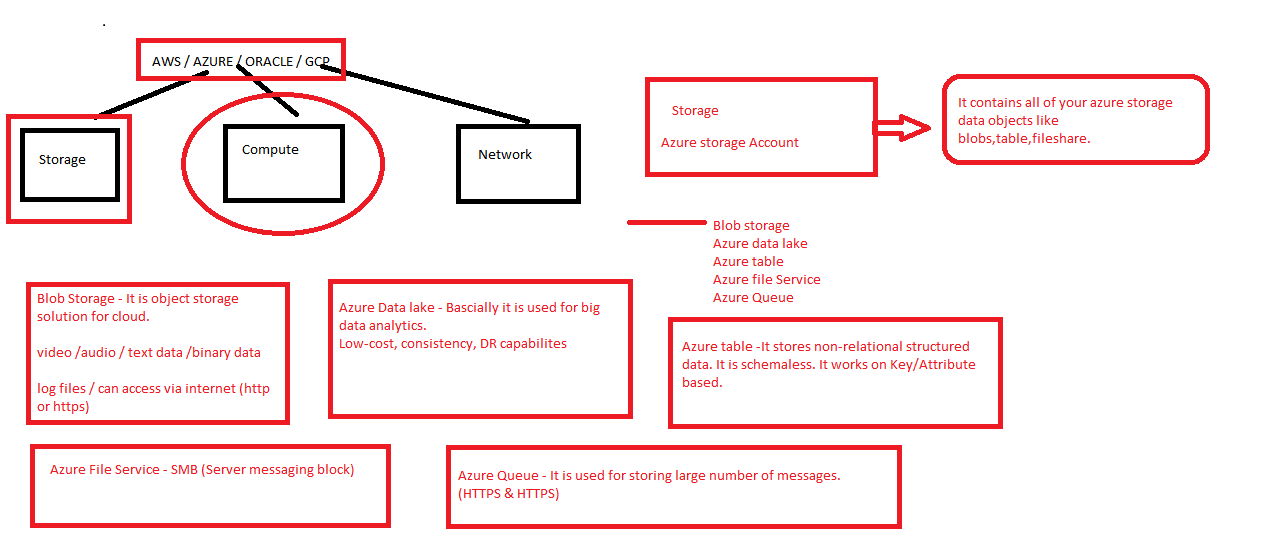 AWS / AZURE / ORACLE / GCP
Storage
Compute
Network
Storage
Azure storage Account
It contains all of your azure storage
data objects like
blobs,table,fileshare.
Blob storage
Azure data lake
Azure table
Azure file Service
Azure Queue
Blob Storage - It is object storage
solution for cloud.
video /audio / text data /binary data
log files / can access via internet (http
or https)
Azure Data lake - Bascially it is used for big
data analytics.
Low-cost, consistency, DR capabilites
Azure table -It stores non-relational structured
data. It is schemaless. It works on Key/Attribute
based.
Azure File Service - SMB (Server messaging block)
Azure Queue - It is used for storing large number of messages.
(HTTPS & HTTPS)